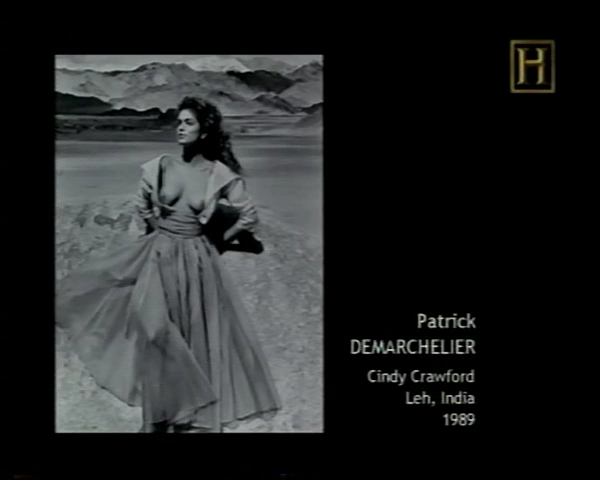 H
Patrick
DEMARCHELIER
Cindy Crawford
Leh, India
1989